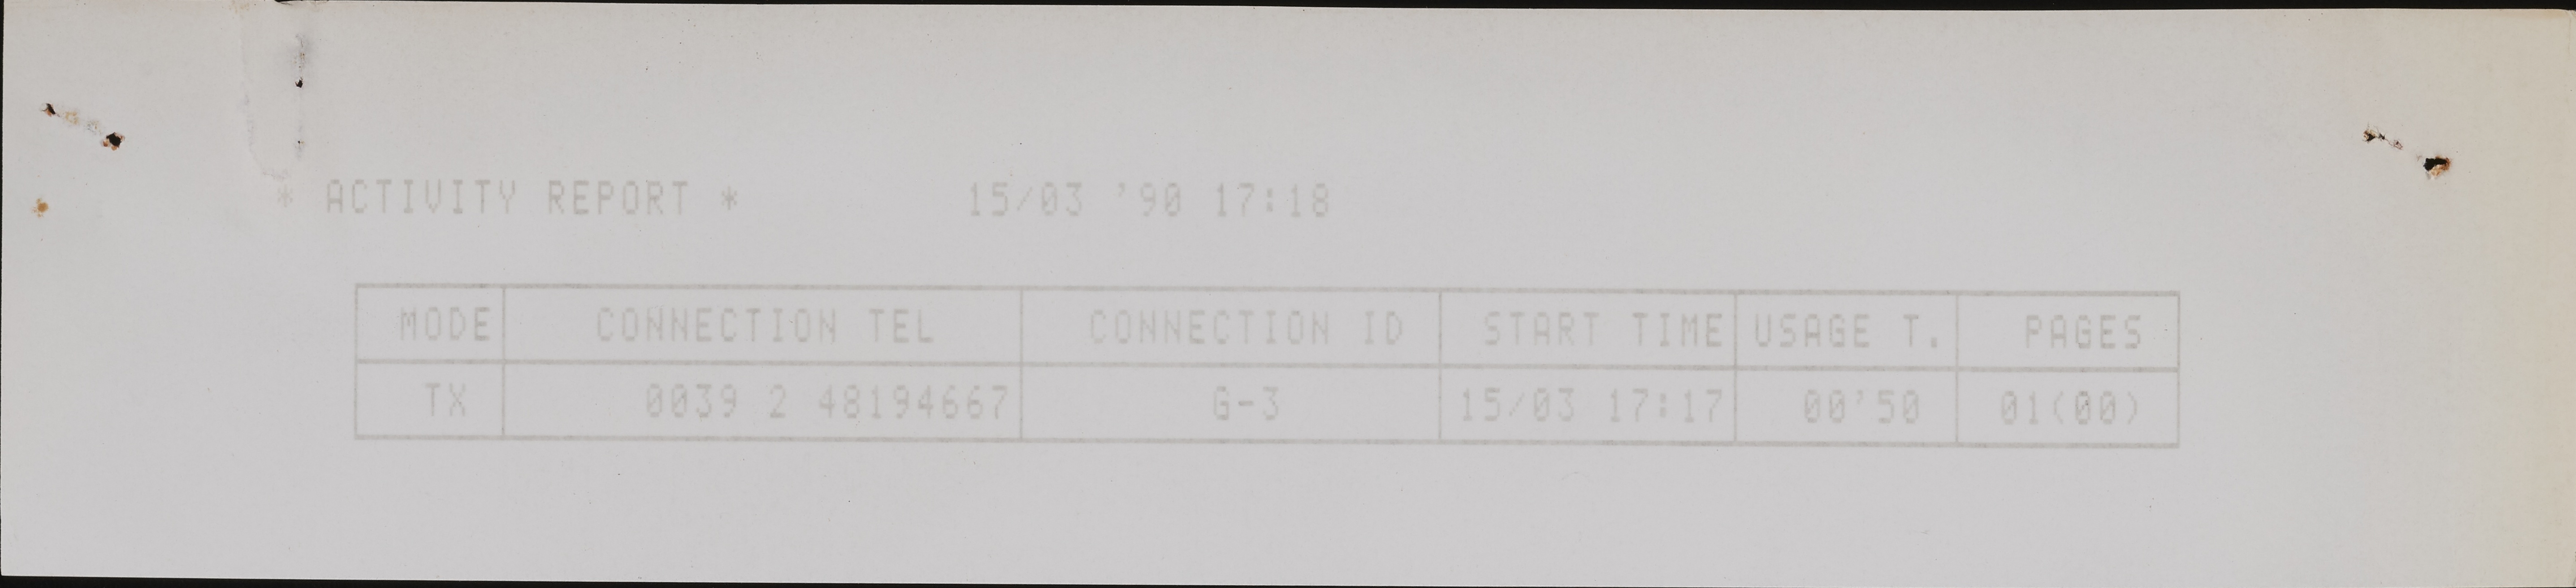 * ACTIVITY REPORT * 15/03 '90 17:18
MODE CONNECTION TEL CONNECTION ID START TIME USAGE T. PAGES
TX 0039 2 48194667 G-3 15/03 17:17 00'50 01(00)